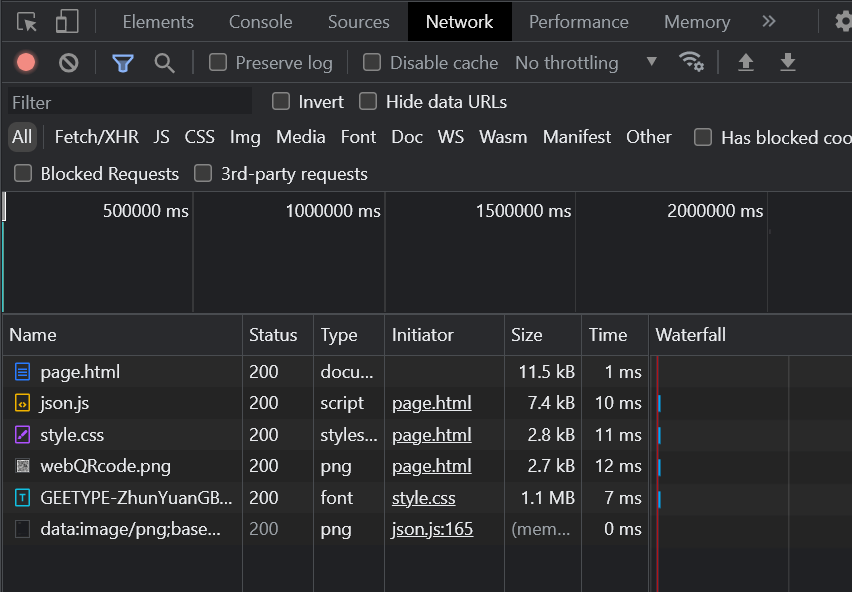 Elements Console Sources Network Performance Memory
Preserve log Disable cache No throttling
Filter Invert Hide data URLs
All Fetch/XHR JS CSS Img Media Font Doc WS Wasm Manifest Other Has blocked coo
Blocked Requests 3rd-party requests
500000 ms 1000000 ms 1500000 ms 2000000 ms
Name Status Type Initiator Size Time Waterfall
page.html 200 docu... 11.5 kB 1 ms
json.js 200 script page.html 7.4 kB 10 ms
style.css 200 styles... page.html 2.8 kB 11 ms
webQRcode.png 200 png page.html 2.7 kB 12 ms
GEETYPE-ZhunYuanGB... 200 font style.css 1.1 MB 7 ms
data:image/png;base... 200 png json.js:165 (mem... 0 ms